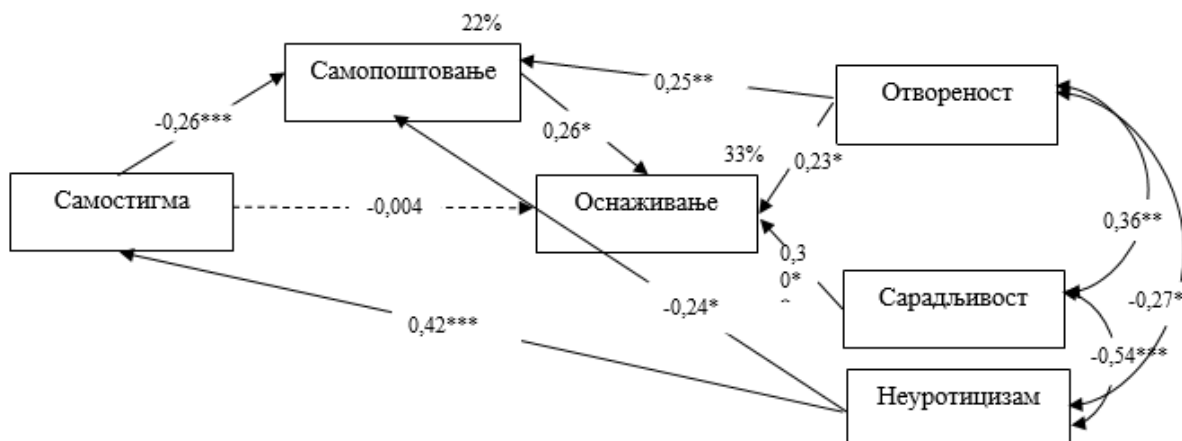 22%
Самопоштовање
0,25**
Отвореност
-0,26***
0,26*
33%
0,23*
Самостигма
-0,004
Оснаживање
0,36**
0,3
0*
Сарадљивост
-0,24*
-0,27*
0,42***
-0,54***
Неуротицизам